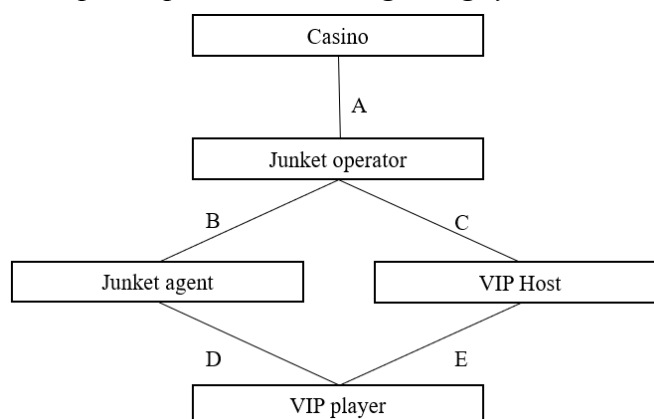 Casino
A
Junket operator
B
C
Junket agent
VIP Host
D
E
VIP player